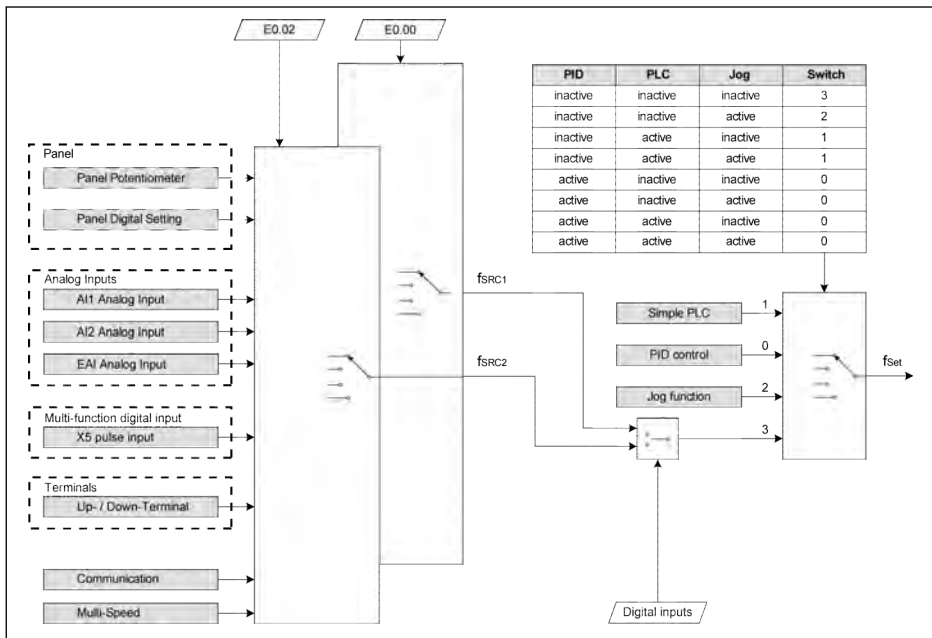 E0.02
E0.00
PID PLC Jog Switch
inactive inactive inactive 3
inactive inactive active 2
inactive active inactive 1
inactive active active 1
active inactive inactive 0
active inactive active 0
active active inactive 0
active active active 0
Panel
Panel Potentiometer
Panel Digital Setting
Analog Inputs
AI1 Analog Input
AI2 Analog Input
EAI Analog Input
Multi-function digital input
X5 pulse input
Terminals
Up- / Down-Terminal
Communication
Multi-Speed
fSRC1
fSRC2
Simple PLC 1
PID control 0
Jog function 2
3
fSet
Digital inputs